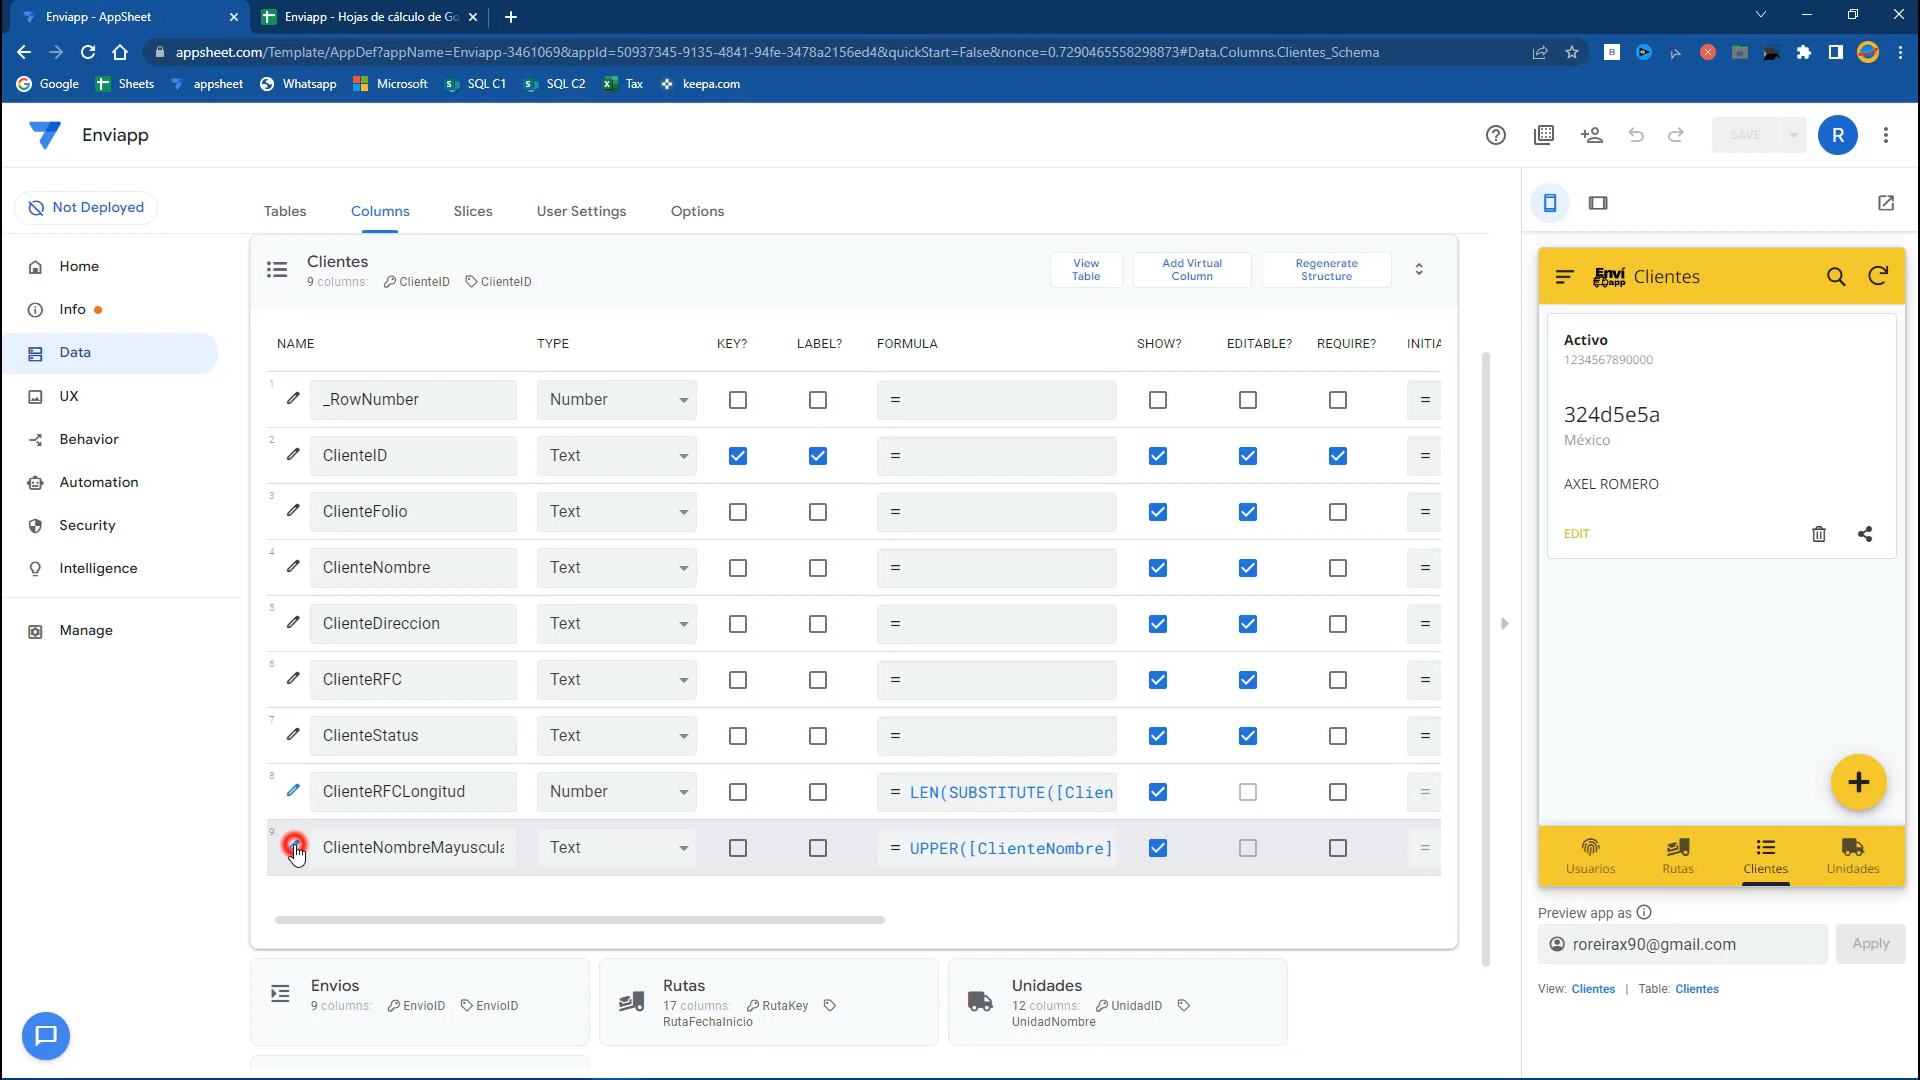 Enviapp - AppSheet
Enviapp - Hojas de cálculo de Go
appsheet.com/Template/AppDef?appName=Enviapp-3461069&appId=50937345-9135-4841-94fe-3478a2156ed4&quickStart=False&nonce=0.7290465558298873#Data.Columns.Clientes_Schema
Google Sheets appsheet Whatsapp Microsoft SQL C1 SQL C2 Tax keepa.com
Enviapp
SAVE
R
Not Deployed
Home
Info
Data
UX
Behavior
Automation
Security
Intelligence
Manage
Tables Columns Slices User Settings Options
Clientes
9 columns: ClienteID ClienteID
View Table
Add Virtual Column
Regenerate Structure
NAME TYPE KEY? LABEL? FORMULA SHOW? EDITABLE? REQUIRE? INITIA
1 _RowNumber Number = =
2 ClienteID Text = =
3 ClienteFolio Text = =
4 ClienteNombre Text = =
5 ClienteDireccion Text = =
6 ClienteRFC Text = =
7 ClienteStatus Text = =
8 ClienteRFCLongitud Number = LEN(SUBSTITUTE([Clien =
9 ClienteNombreMayuscula Text = UPPER([ClienteNombre] =
Envios
9 columns: EnvioID EnvioID
Rutas
17 columns: RutaKey
RutaFechaInicio
Unidades
12 columns: UnidadID
UnidadNombre
Enví app Clientes
Activo
1234567890000
324d5e5a
México
AXEL ROMERO
EDIT
Usuarios Rutas Clientes Unidades
Preview app as
roreirax90@gmail.com
Apply
View: Clientes | Table: Clientes